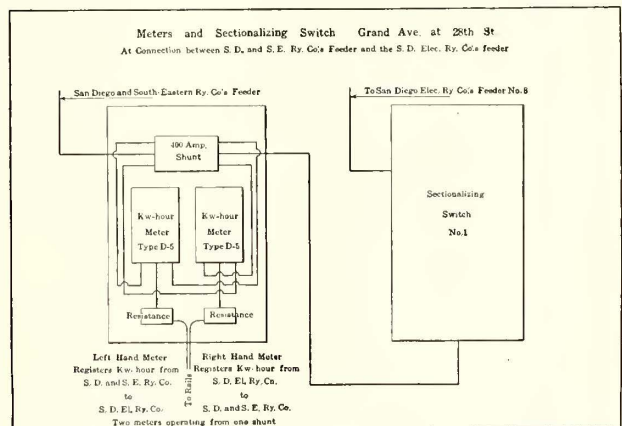 Meters and Sectionalizing Switch Grand Ave. at 28th St
At Connection between S. D. and S. E. Ry. Co's Feeder and the S. D. Elec. Ry. Co's feeder
San Diego and South-Eastern Ry. Co's Feeder
To San Diego Elec. Ry Co's Feeder No.8
400 Amp.
Shunt
Kw-hour
Meter
Type D-5
Kw-hour
Meter
Type D-5
Sectionalizing
Switch
No.1
Resistance
Resistance
To Rails
Left Hand Meter
Registers Kw-hour from
S. D. and S. E. Ry. Co.
to
S. D. El. Ry. Co.
Right Hand Meter
Registers Kw-hour from
S. D. El. Ry. Co.
to
S. D. and S. E. Ry. Co.
Two meters operating from one shunt